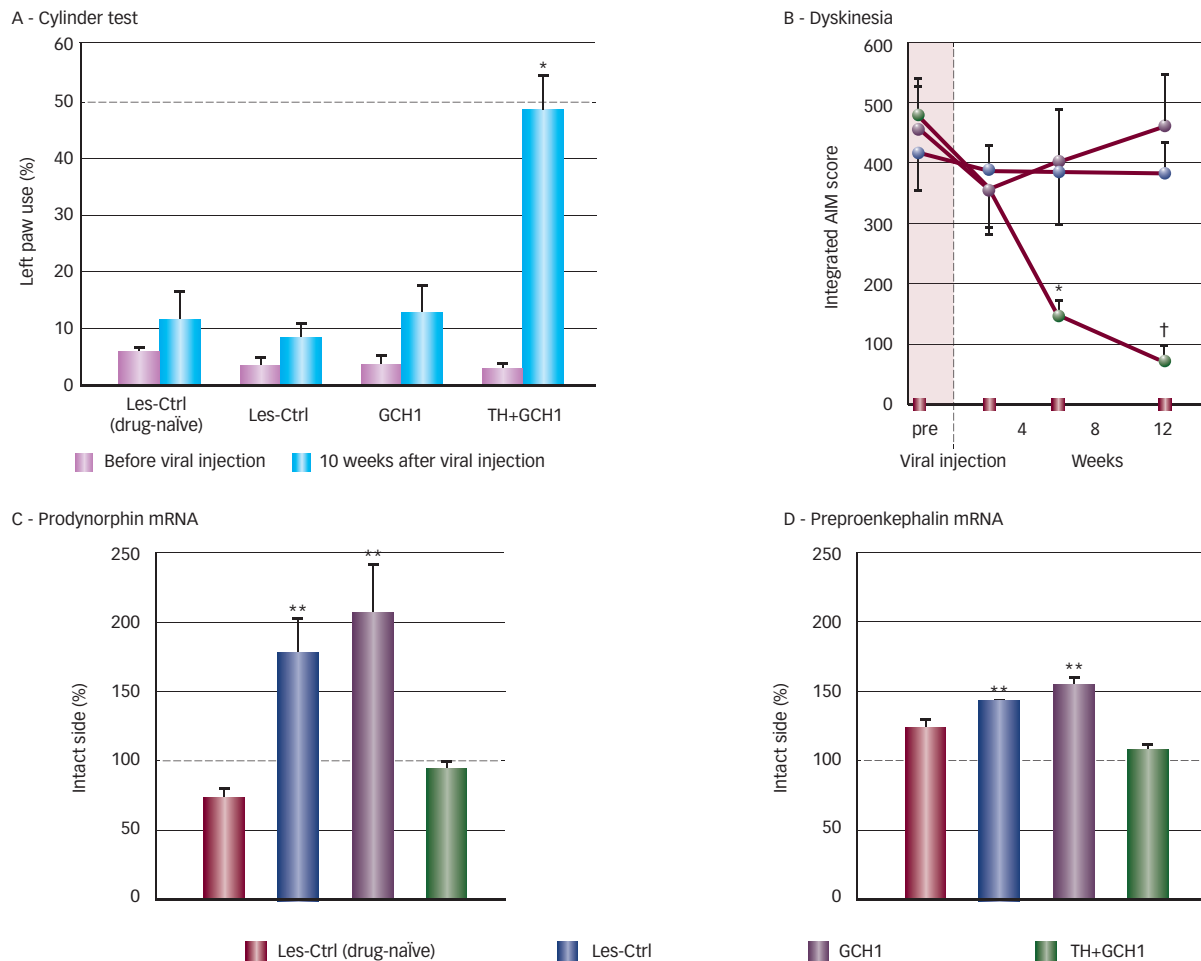 A - Cylinder test
60
50
40
30
20
10
0
Left paw use (%)
*
Les-Ctrl
(drug-naïve)
Les-Ctrl
GCH1
TH+GCH1
Before viral injection
10 weeks after viral injection
B - Dyskinesia
600
500
400
300
200
100
0
Integrated AIM score
*
†
pre
4
8
12
Viral injection
Weeks
C - Prodynorphin mRNA
250
200
150
100
50
0
Intact side (%)
**
**
D - Preproenkephalin mRNA
250
200
150
100
50
0
Intact side (%)
**
**
Les-Ctrl (drug-naïve)
Les-Ctrl
GCH1
TH+GCH1